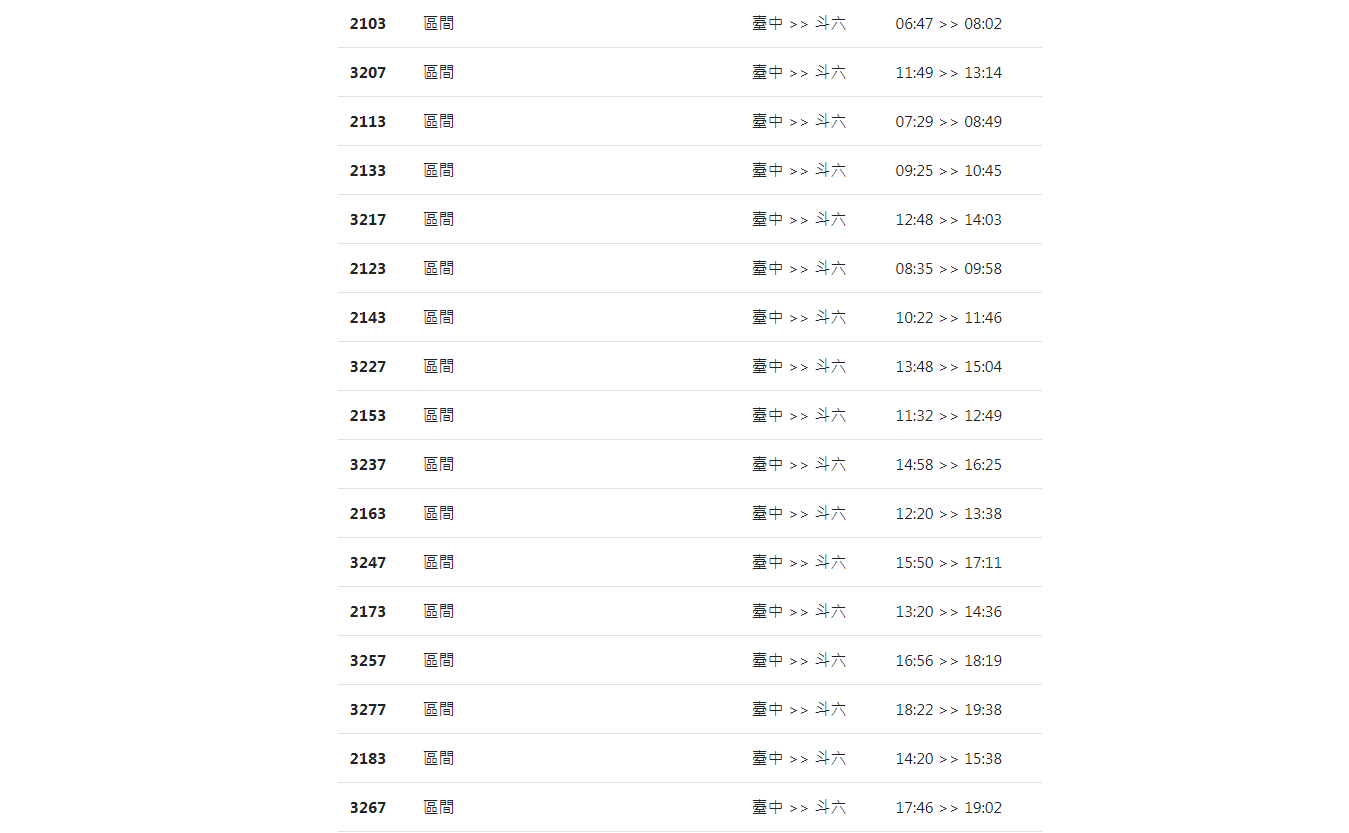 2103 區間 臺中 >> 斗六 06:47 >> 08:02
3207 區間 臺中 >> 斗六 11:49 >> 13:14
2113 區間 臺中 >> 斗六 07:29 >> 08:49
2133 區間 臺中 >> 斗六 09:25 >> 10:45
3217 區間 臺中 >> 斗六 12:48 >> 14:03
2123 區間 臺中 >> 斗六 08:35 >> 09:58
2143 區間 臺中 >> 斗六 10:22 >> 11:46
3227 區間 臺中 >> 斗六 13:48 >> 15:04
2153 區間 臺中 >> 斗六 11:32 >> 12:49
3237 區間 臺中 >> 斗六 14:58 >> 16:25
2163 區間 臺中 >> 斗六 12:20 >> 13:38
3247 區間 臺中 >> 斗六 15:50 >> 17:11
2173 區間 臺中 >> 斗六 13:20 >> 14:36
3257 區間 臺中 >> 斗六 16:56 >> 18:19
3277 區間 臺中 >> 斗六 18:22 >> 19:38
2183 區間 臺中 >> 斗六 14:20 >> 15:38
3267 區間 臺中 >> 斗六 17:46 >> 19:02